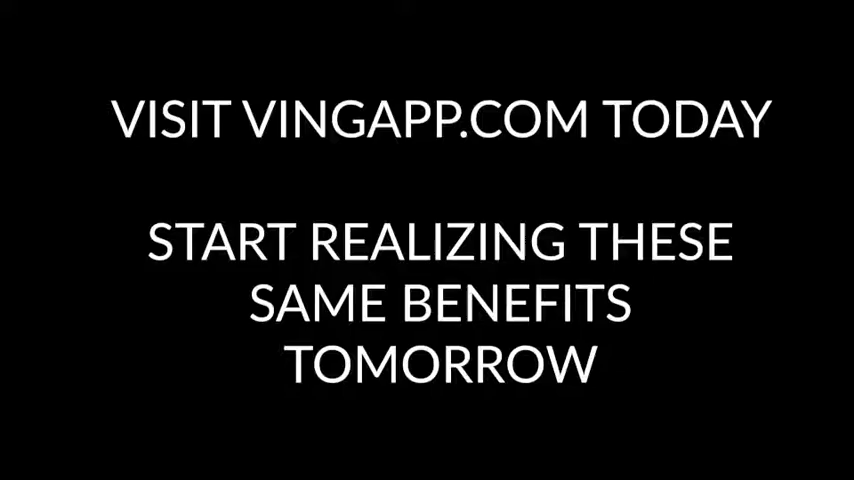 VISIT VINGAPP.COM TODAY
START REALIZING THESE
SAME BENEFITS
TOMORROW